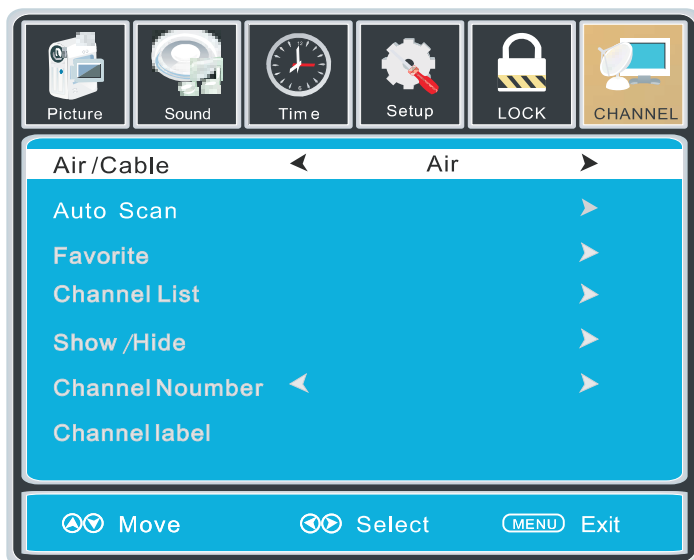 Picture Sound Time Setup LOCK CHANNEL
Air/Cable Air
Auto Scan
Favorite
Channel List
Show /Hide
Channel Noumber
Channel label
Move Select MENU Exit